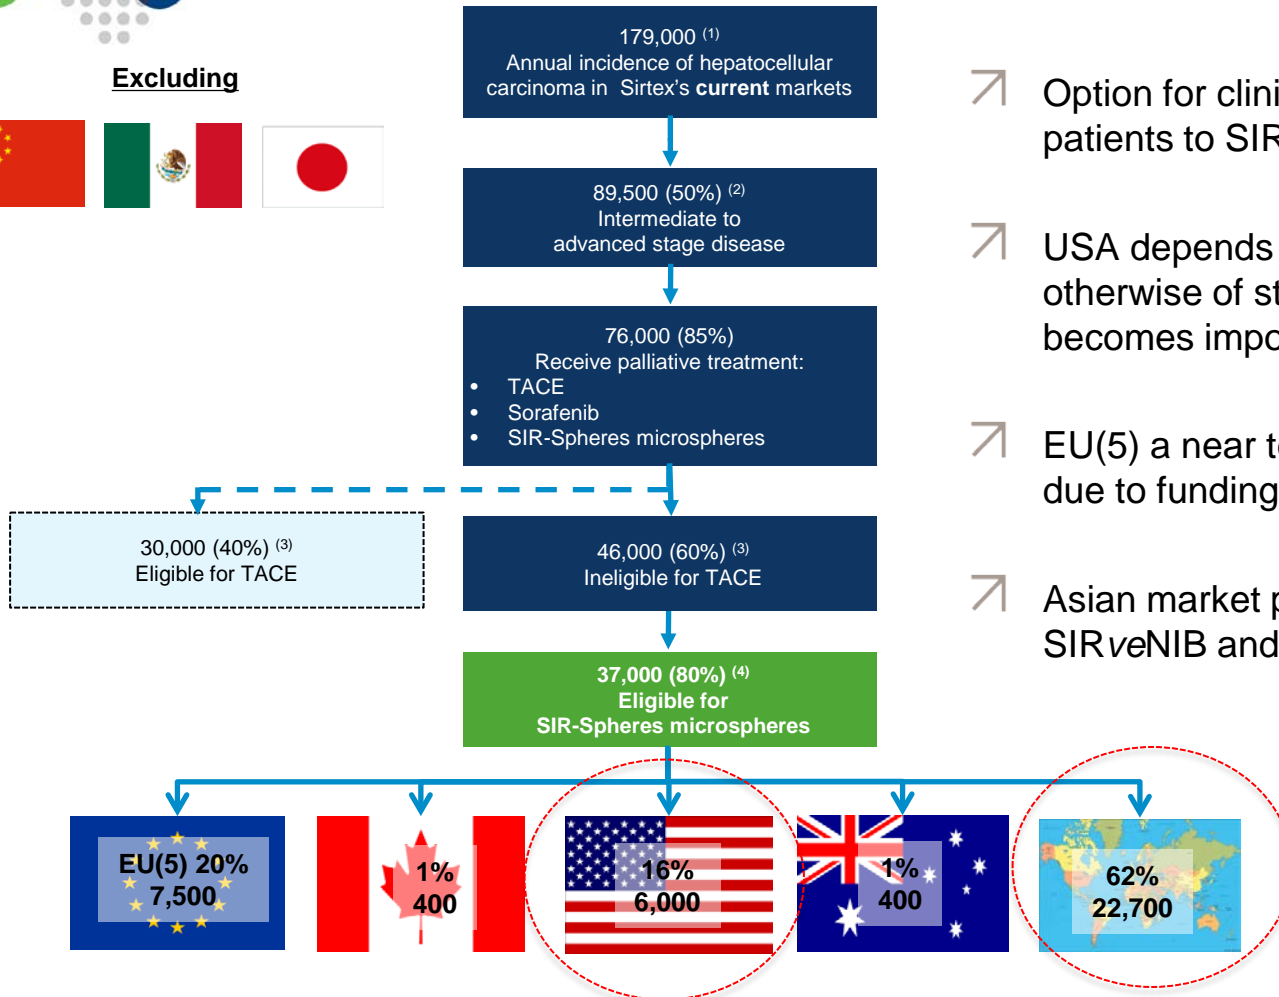 Excluding
179,000 (1)
Annual incidence of hepatocellular
carcinoma in Sirtex's current markets
89,500 (50%) (2)
Intermediate to
advanced stage disease
76,000 (85%)
Receive palliative treatment:
• TACE
• Sorafenib
• SIR-Spheres microspheres
30,000 (40%) (3)
Eligible for TACE
46,000 (60%) (3)
Ineligible for TACE
37,000 (80%) (4)
Eligible for
SIR-Spheres microspheres
EU(5) 20%
7,500
1%
400
16%
6,000
1%
400
62%
22,700
Option for clini
patients to SIR
USA depends
otherwise of st
becomes impo
EU(5) a near te
due to funding
Asian market p
SIRveNIB and